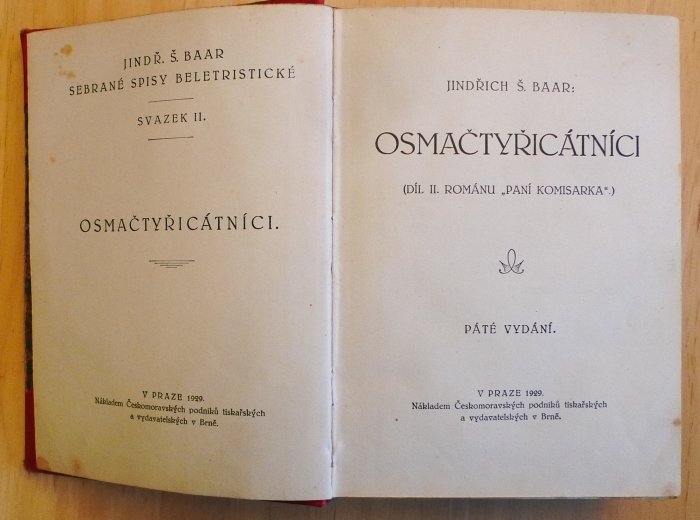 JINDŘ. Š. BAAR
SEBRANÉ SPISY BELETRISTICKÉ
SVAZEK II.
OSMAČTYŘICÁTNÍCI.
V PRAZE 1929.
Nákladem Českomoravských podniků tiskařských
a vydavatelských v Brně.
JINDŘICH Š. BAAR:
OSMAČTYŘICÁTNÍCI
(DÍL II. ROMÁNU „PANÍ KOMISARKA“.)
PÁTÉ VYDÁNÍ.
V PRAZE 1929.
Nákladem Českomoravských podniků tiskařských
a vydavatelských v Brně.